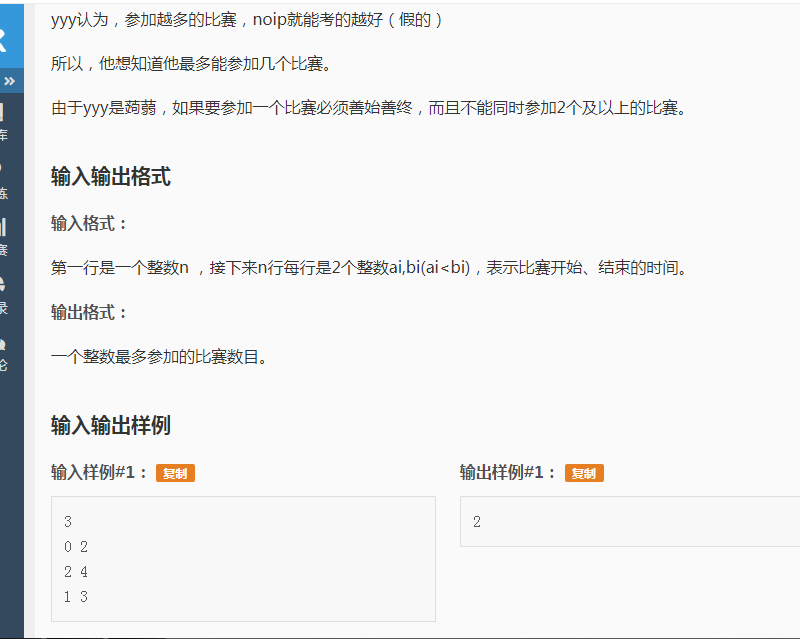 yyy认为，参加越多的比赛，noip就能考的越好（假的）
所以，他想知道他最多能参加几个比赛。
由于yyy是蒟蒻，如果要参加一个比赛必须善始善终，而且不能同时参加2个及以上的比赛。
输入输出格式
输入格式：
第一行是一个整数n ，接下来n行每行是2个整数ai,bi(ai<bi)，表示比赛开始、结束的时间。
输出格式：
一个整数最多参加的比赛数目。
输入输出样例
输入样例#1： 复制
3
0 2
2 4
1 3
输出样例#1： 复制
2
»
库
练
赛
录
论